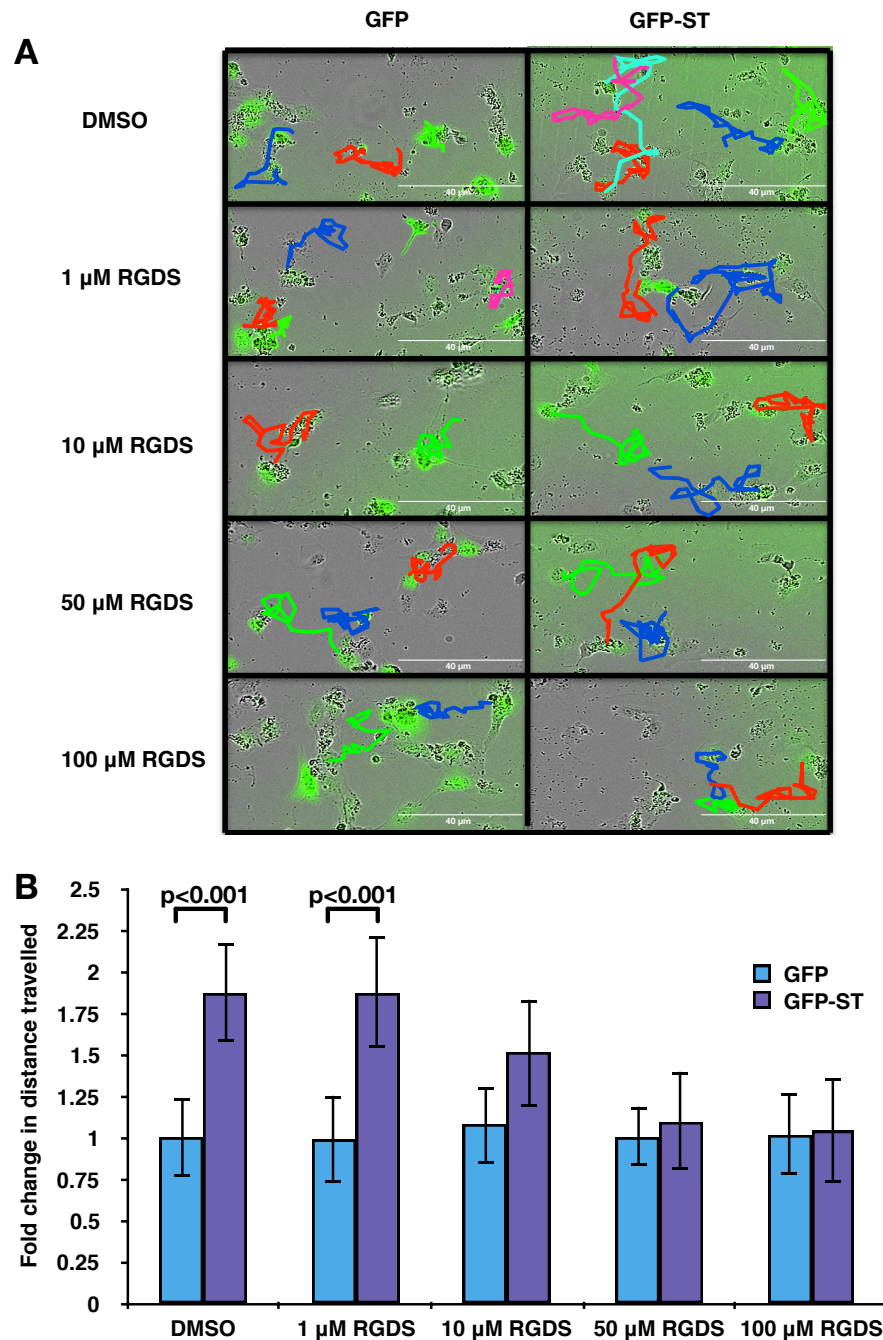 GFP GFP-ST
A
DMSO
40 µm 40 µm
1 µM RGDS
40 µm 40 µm
10 µM RGDS
40 µm 40 µm
50 µM RGDS
40 µm 40 µm
100 µM RGDS
40 µm 40 µm
B
p<0.001 p<0.001
Fold change in distance travelled
2.5
2.25
2
1.75
1.5
1.25
1
0.75
0.5
0.25
0
GFP
GFP-ST
DMSO 1 µM RGDS 10 µM RGDS 50 µM RGDS 100 µM RGDS